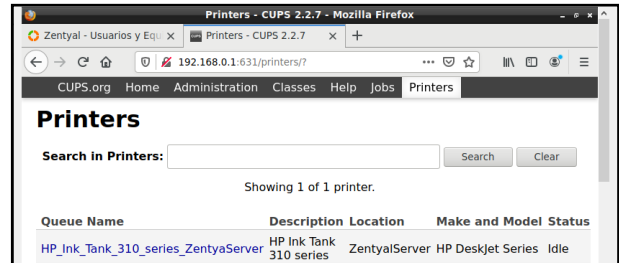 Printers - CUPS 2.2.7 - Mozilla Firefox
Zentyal - Usuarios y Equ
Printers - CUPS 2.2.7
192.168.0.1:631/printers/?
CUPS.org Home Administration Classes Help Jobs Printers
Printers
Search in Printers: Search Clear
Showing 1 of 1 printer.
Queue Name Description Location Make and Model Status
HP_Ink_Tank_310_series_ZentyaServer HP Ink Tank 310 series ZentyalServer HP DeskJet Series Idle